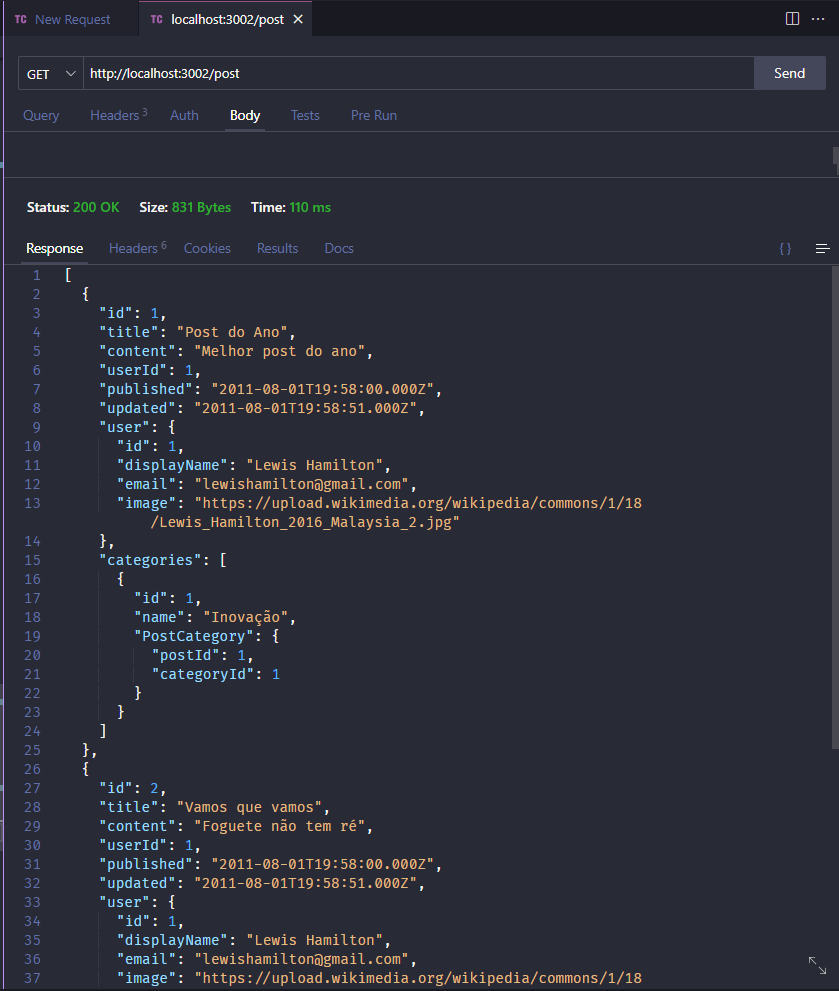 TC New Request TC localhost:3002/post ✕ ···
GET http://localhost:3002/post Send
Query Headers 3 Auth Body Tests Pre Run
Status: 200 OK Size: 831 Bytes Time: 110 ms
Response Headers 6 Cookies Results Docs { }
1 [
2 {
3 "id": 1,
4 "title": "Post do Ano",
5 "content": "Melhor post do ano",
6 "userId": 1,
7 "published": "2011-08-01T19:58:00.000Z",
8 "updated": "2011-08-01T19:58:51.000Z",
9 "user": {
10 "id": 1,
11 "displayName": "Lewis Hamilton",
12 "email": "lewishamilton@gmail.com",
13 "image": "https://upload.wikimedia.org/wikipedia/commons/1/18
/Lewis_Hamilton_2016_Malaysia_2.jpg"
14 },
15 "categories": [
16 {
17 "id": 1,
18 "name": "Inovação",
19 "PostCategory": {
20 "postId": 1,
21 "categoryId": 1
22 }
23 }
24 ]
25 },
26 {
27 "id": 2,
28 "title": "Vamos que vamos",
29 "content": "Foguete não tem ré",
30 "userId": 1,
31 "published": "2011-08-01T19:58:00.000Z",
32 "updated": "2011-08-01T19:58:51.000Z",
33 "user": {
34 "id": 1,
35 "displayName": "Lewis Hamilton",
36 "email": "lewishamilton@gmail.com",
37 "image": "https://upload.wikimedia.org/wikipedia/commons/1/18